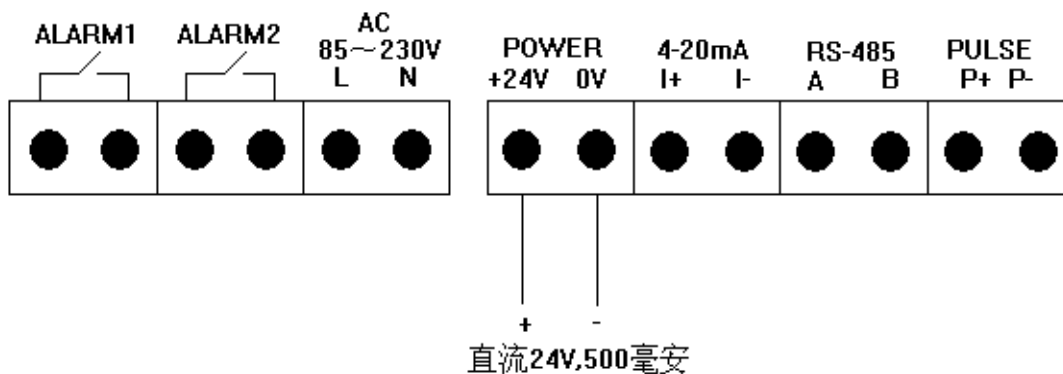 ALARM1 ALARM2 AC
85～230V
L N
POWER 4-20mA RS-485 PULSE
+24V 0V I+ I- A B P+ P-
+ -
直流24V,500毫安